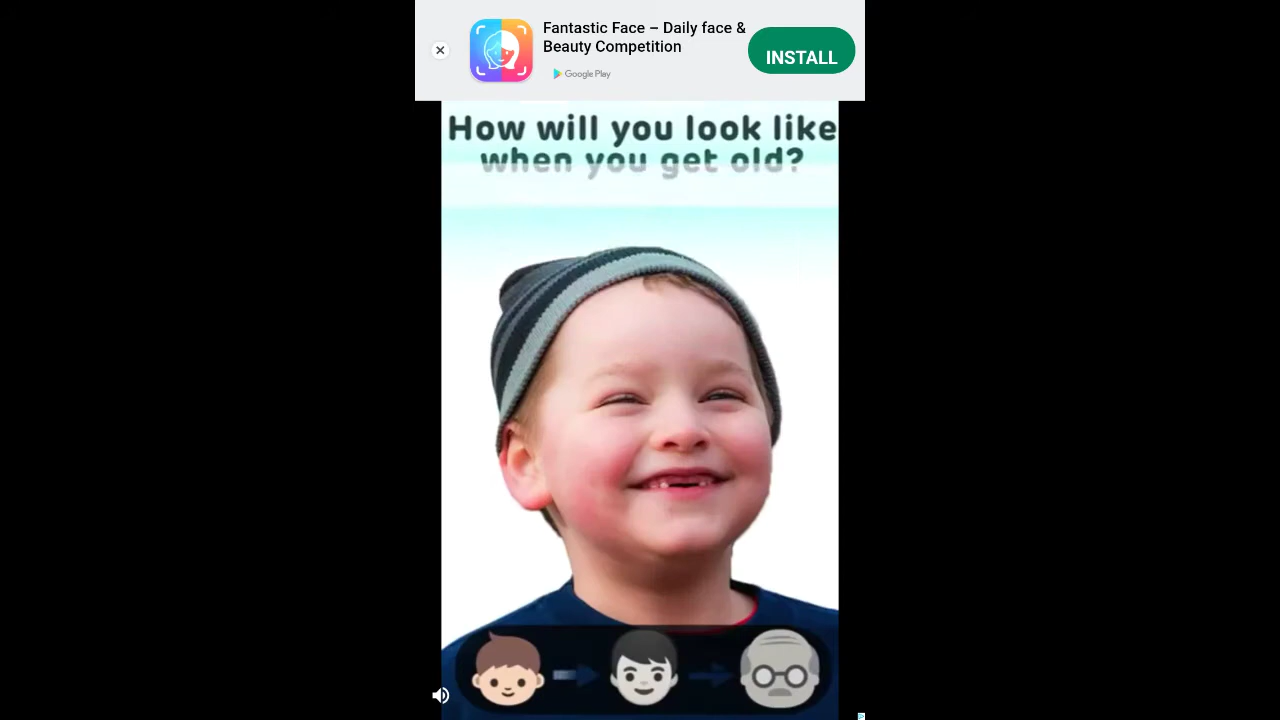 Fantastic Face – Daily face &
Beauty Competition
Google Play
INSTALL
How will you look like
when you get old?